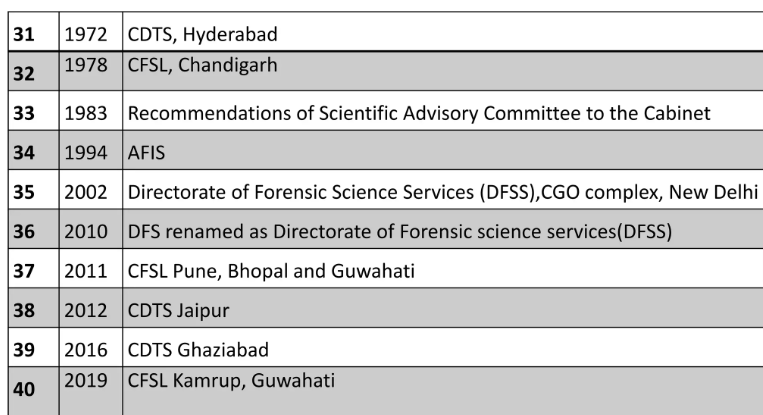 31 1972 CDTS, Hyderabad
32 1978 CFSL, Chandigarh
33 1983 Recommendations of Scientific Advisory Committee to the Cabinet
34 1994 AFIS
35 2002 Directorate of Forensic Science Services (DFSS),CGO complex, New Delhi
36 2010 DFS renamed as Directorate of Forensic science services(DFSS)
37 2011 CFSL Pune, Bhopal and Guwahati
38 2012 CDTS Jaipur
39 2016 CDTS Ghaziabad
40 2019 CFSL Kamrup, Guwahati